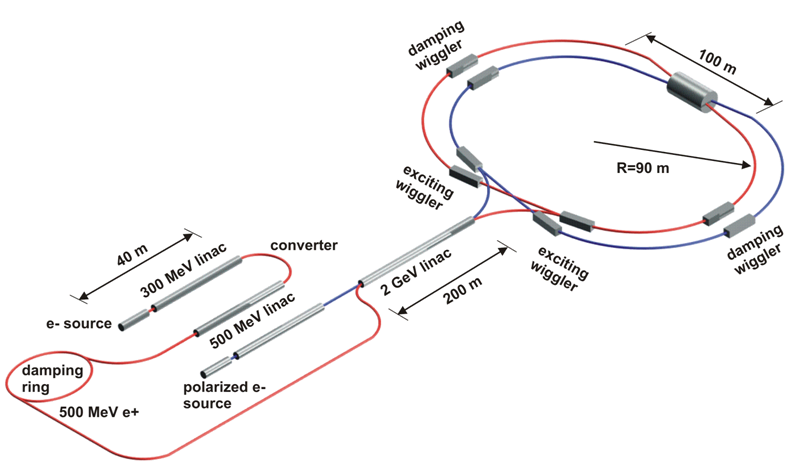 damping
wiggler
100 m
R=90 m
exciting
wiggler
damping
wiggler
exciting
wiggler
40 m
converter
300 MeV linac
2 GeV linac
200 m
e- source
500 MeV linac
damping
ring
polarized e-
source
500 MeV e+